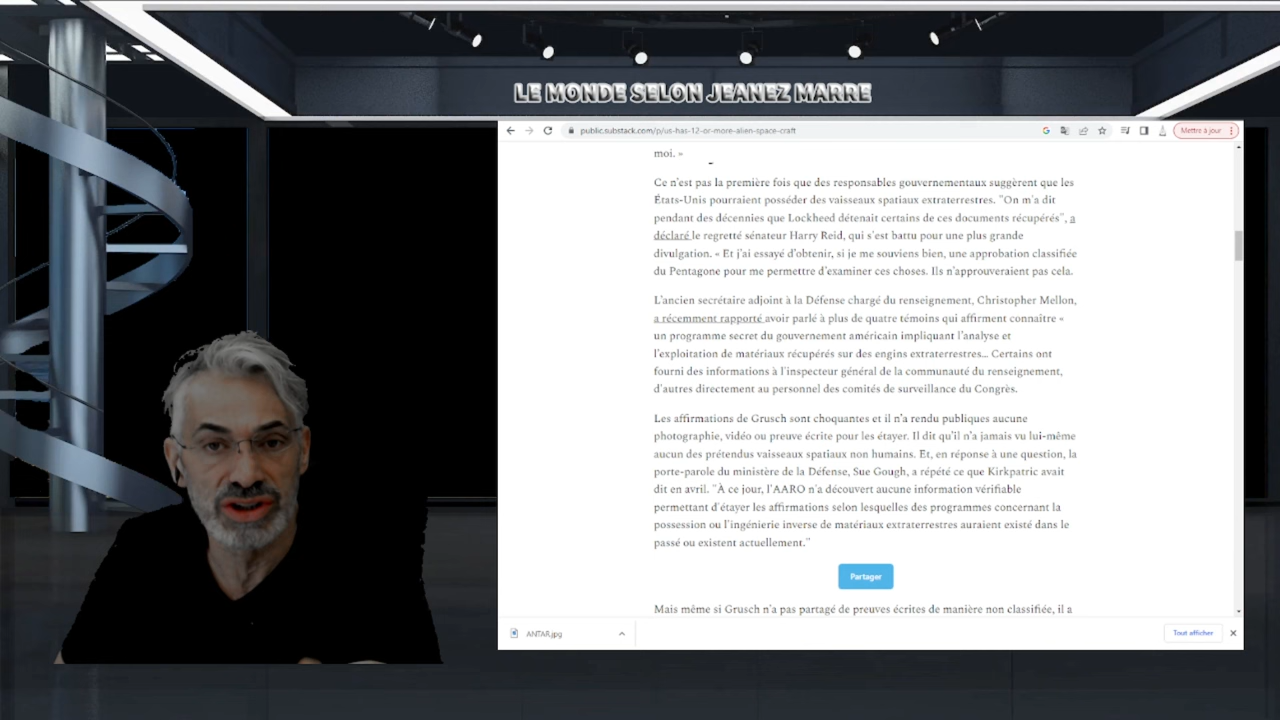 LE MONDE SELON JEANEZ MARRE
public.substack.com/p/us-has-12-or-more-alien-space-craft
Mettre à jour
moi. »
Ce n'est pas la première fois que des responsables gouvernementaux suggèrent que les
États-Unis pourraient posséder des vaisseaux spatiaux extraterrestres. "On m'a dit
pendant des décennies que Lockheed détenait certains de ces documents récupérés", a
déclaré le regretté sénateur Harry Reid, qui s'est battu pour une plus grande
divulgation. « Et j'ai essayé d'obtenir, si je me souviens bien, une approbation classifiée
du Pentagone pour me permettre d'examiner ces choses. Ils n'approuveraient pas cela.
L'ancien secrétaire adjoint à la Défense chargé du renseignement, Christopher Mellon,
a récemment rapporté avoir parlé à plus de quatre témoins qui affirment connaître «
un programme secret du gouvernement américain impliquant l'analyse et
l'exploitation de matériaux récupérés sur des engins extraterrestres... Certains ont
fourni des informations à l'inspecteur général de la communauté du renseignement,
d'autres directement au personnel des comités de surveillance du Congrès.
Les affirmations de Grusch sont choquantes et il n'a rendu publiques aucune
photographie, vidéo ou preuve écrite pour les étayer. Il dit qu'il n'a jamais vu lui-même
aucun des prétendus vaisseaux spatiaux non humains. Et, en réponse à une question, la
porte-parole du ministère de la Défense, Sue Gough, a répété ce que Kirkpatric avait
dit en avril. "À ce jour, l'AARO n'a découvert aucune information vérifiable
permettant d'étayer les affirmations selon lesquelles des programmes concernant la
possession ou l'ingénierie inverse de matériaux extraterrestres auraient existé dans le
passé ou existent actuellement."
Partager
Mais même si Grusch n'a pas partagé de preuves écrites de manière non classifiée, il a
ANTAR.jpg
Tout afficher